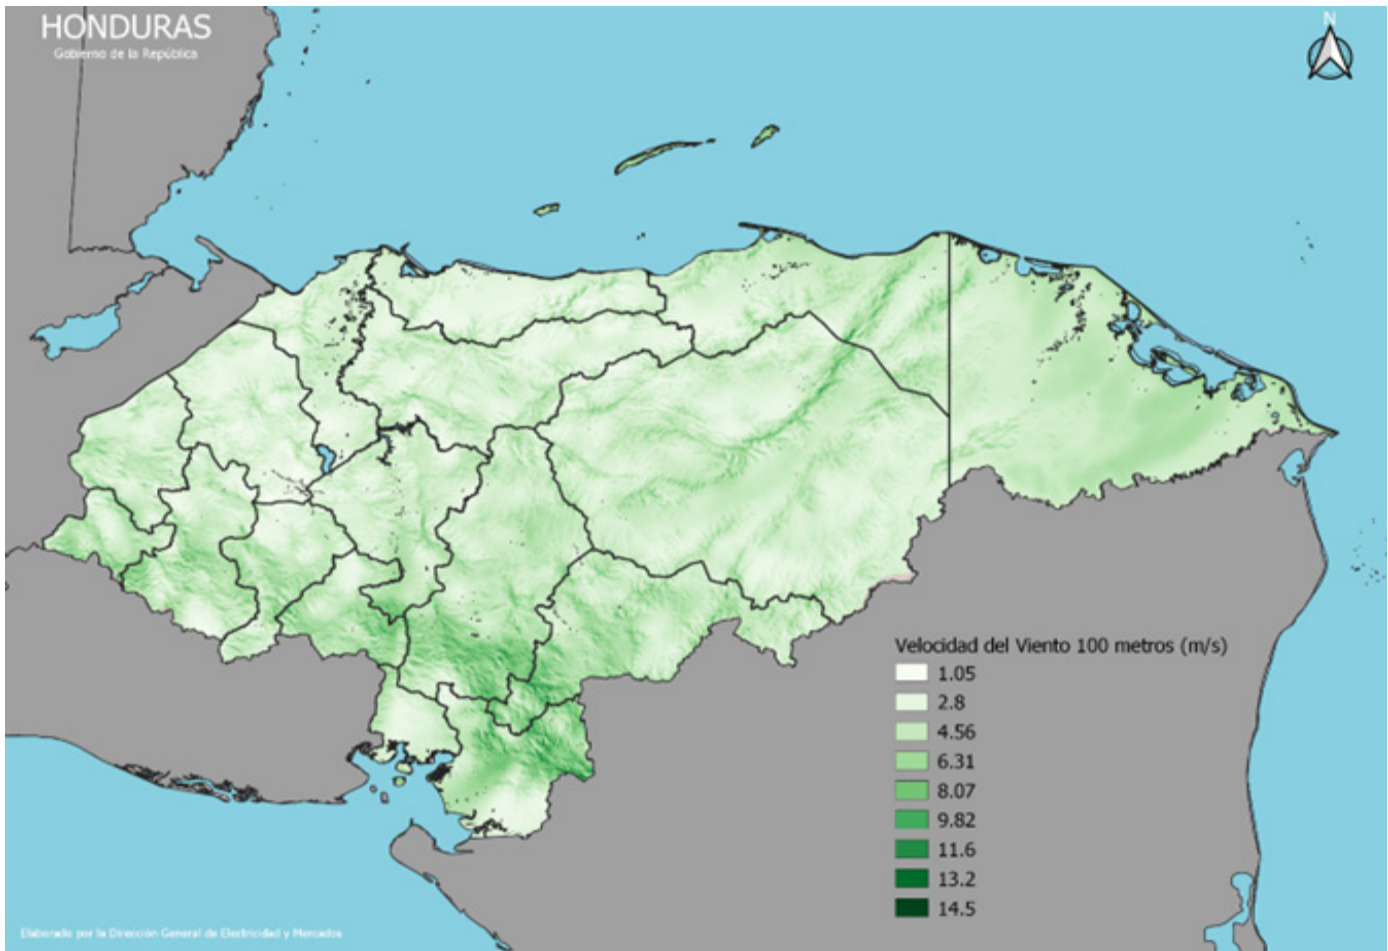 HONDURAS
Gobierno de la República
N
Velocidad del Viento 100 metros (m/s)
1.05
2.8
4.56
6.31
8.07
9.82
11.6
13.2
14.5
Elaborado por la Dirección General de Electricidad y Mercados